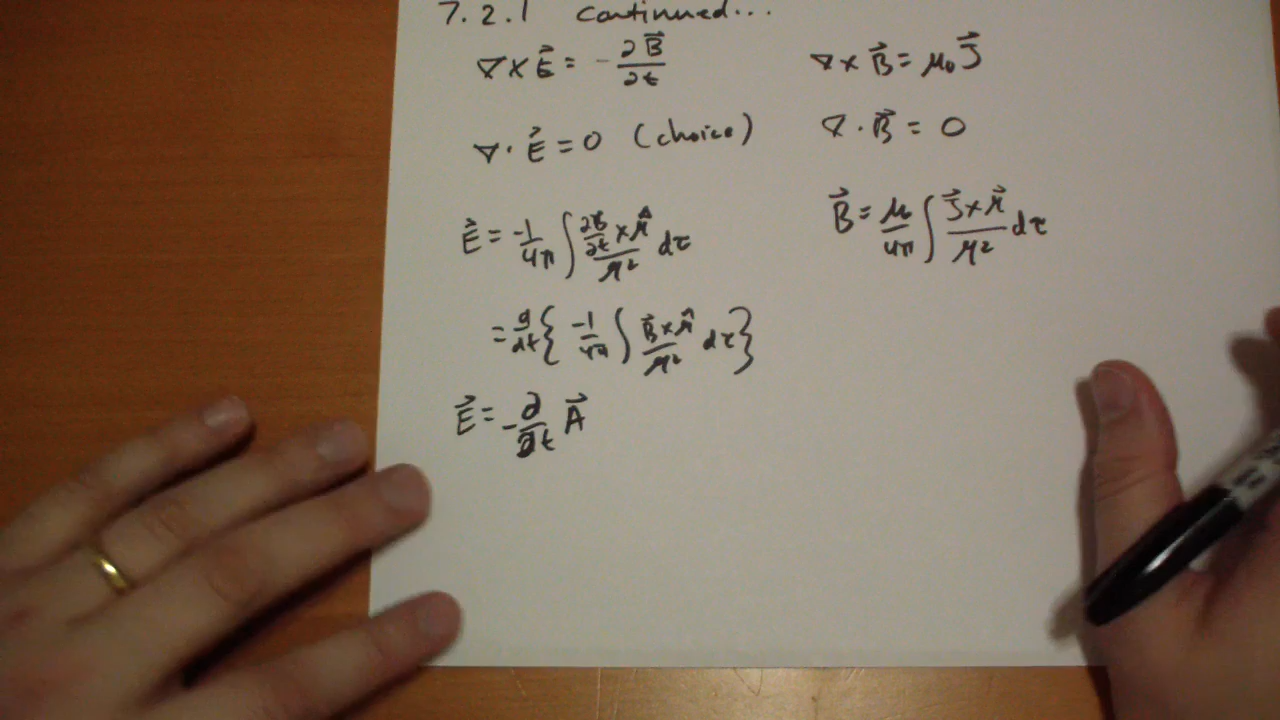 7.2.1 Continued...
∇×E⃗ = -∂B⃗/∂t ∇×B⃗ = μ₀J⃗
∇·E⃗ = 0 (choice) ∇·B⃗ = 0
E⃗ = -1/4π ∫ (∂B⃗/∂t × r̂)/r² dτ B⃗ = μ/4π ∫ (J⃗ × r⃗)/r² dτ
= d/dt { -1/4π ∫ (B⃗ × r̂)/r² dτ }
E⃗ = -∂/∂t A⃗